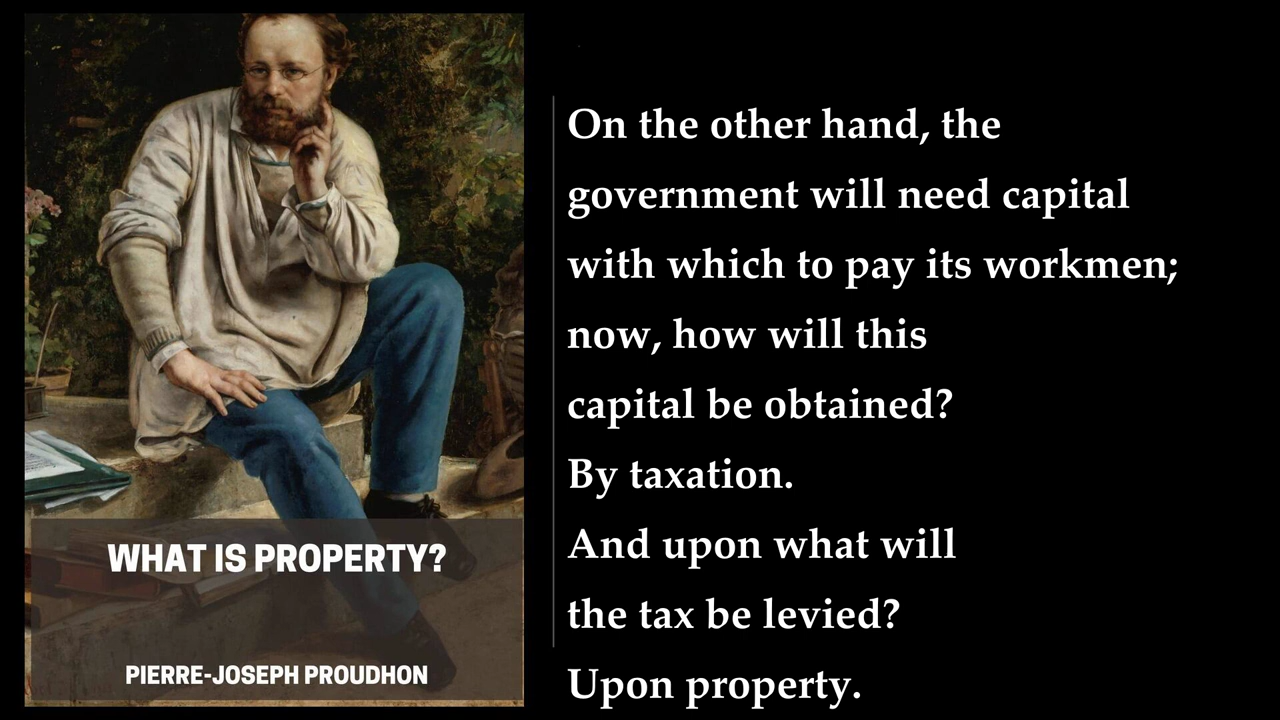 WHAT IS PROPERTY?
PIERRE-JOSEPH PROUDHON
On the other hand, the
government will need capital
with which to pay its workmen;
now, how will this
capital be obtained?
By taxation.
And upon what will
the tax be levied?
Upon property.